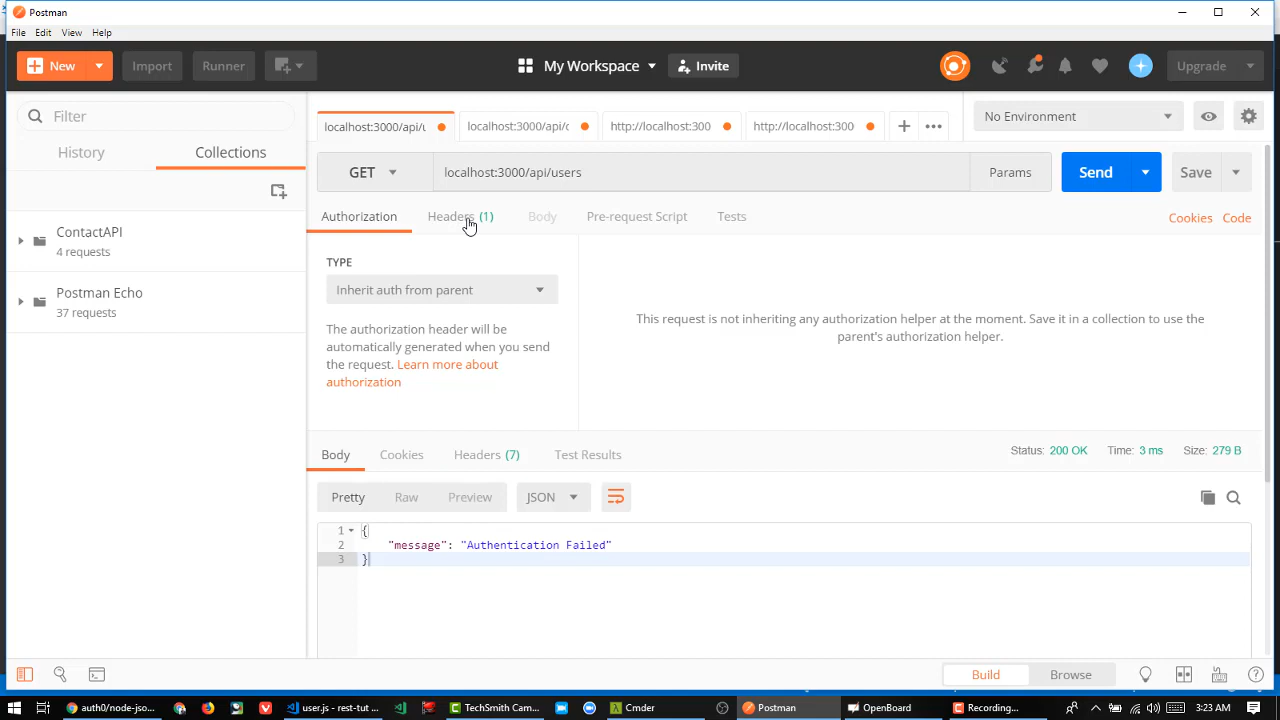 Postman
File Edit View Help
New Import Runner My Workspace Invite Upgrade
Filter
History Collections
ContactAPI
4 requests
Postman Echo
37 requests
localhost:3000/api/u localhost:3000/api/c http://localhost:300 http://localhost:300 No Environment
GET localhost:3000/api/users Params Send Save
Authorization Headers (1) Body Pre-request Script Tests Cookies Code
TYPE
Inherit auth from parent
The authorization header will be
automatically generated when you send
the request. Learn more about
authorization
This request is not inheriting any authorization helper at the moment. Save it in a collection to use the
parent's authorization helper.
Body Cookies Headers (7) Test Results Status: 200 OK Time: 3 ms Size: 279 B
Pretty Raw Preview JSON
1 {
2 "message": "Authentication Failed"
3 }
Build Browse
auth0/node-jso... user.js - rest-tut ... TechSmith Cam... Cmder Postman OpenBoard Recording... 3:23 AM